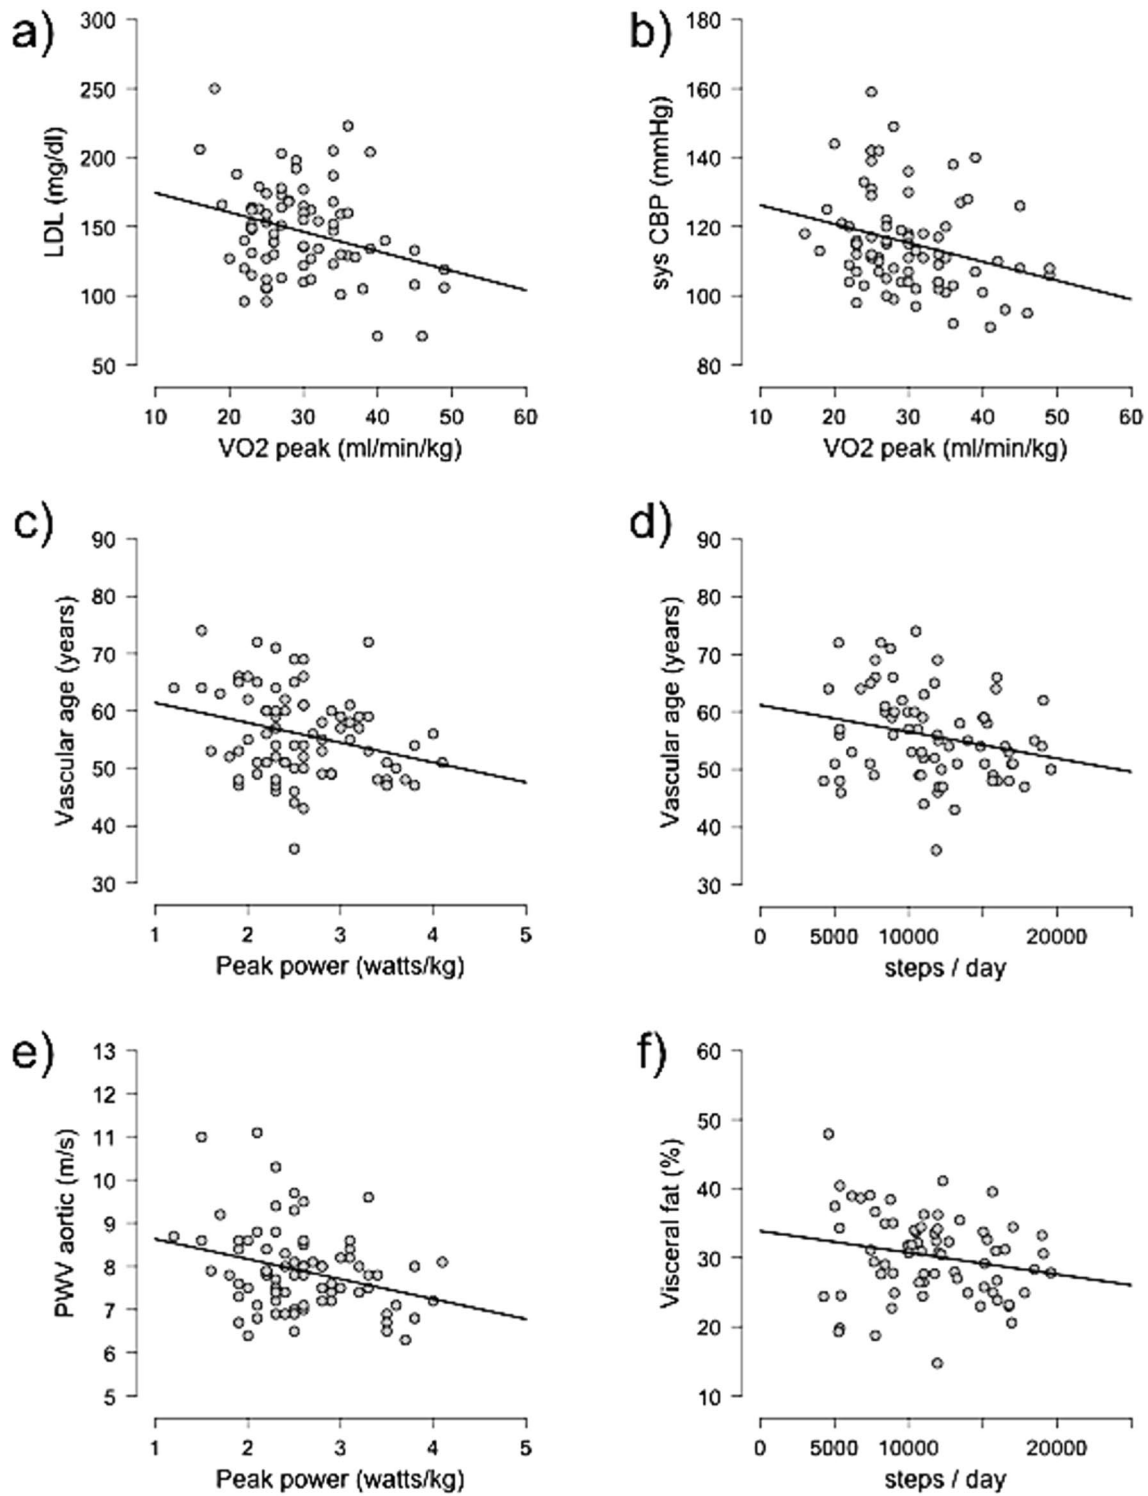 a)
LDL (mg/dl)
300
250
200
150
100
50
10 20 30 40 50 60
VO2 peak (ml/min/kg)
b)
sys CBP (mmHg)
180
160
140
120
100
80
10 20 30 40 50 60
VO2 peak (ml/min/kg)
c)
Vascular age (years)
90
80
70
60
50
40
30
1 2 3 4 5
Peak power (watts/kg)
d)
Vascular age (years)
90
80
70
60
50
40
30
0 5000 10000 20000
steps / day
e)
PWV aortic (m/s)
13
12
11
10
9
8
7
6
5
1 2 3 4 5
Peak power (watts/kg)
f)
Visceral fat (%)
60
50
40
30
20
10
0 5000 10000 20000
steps / day